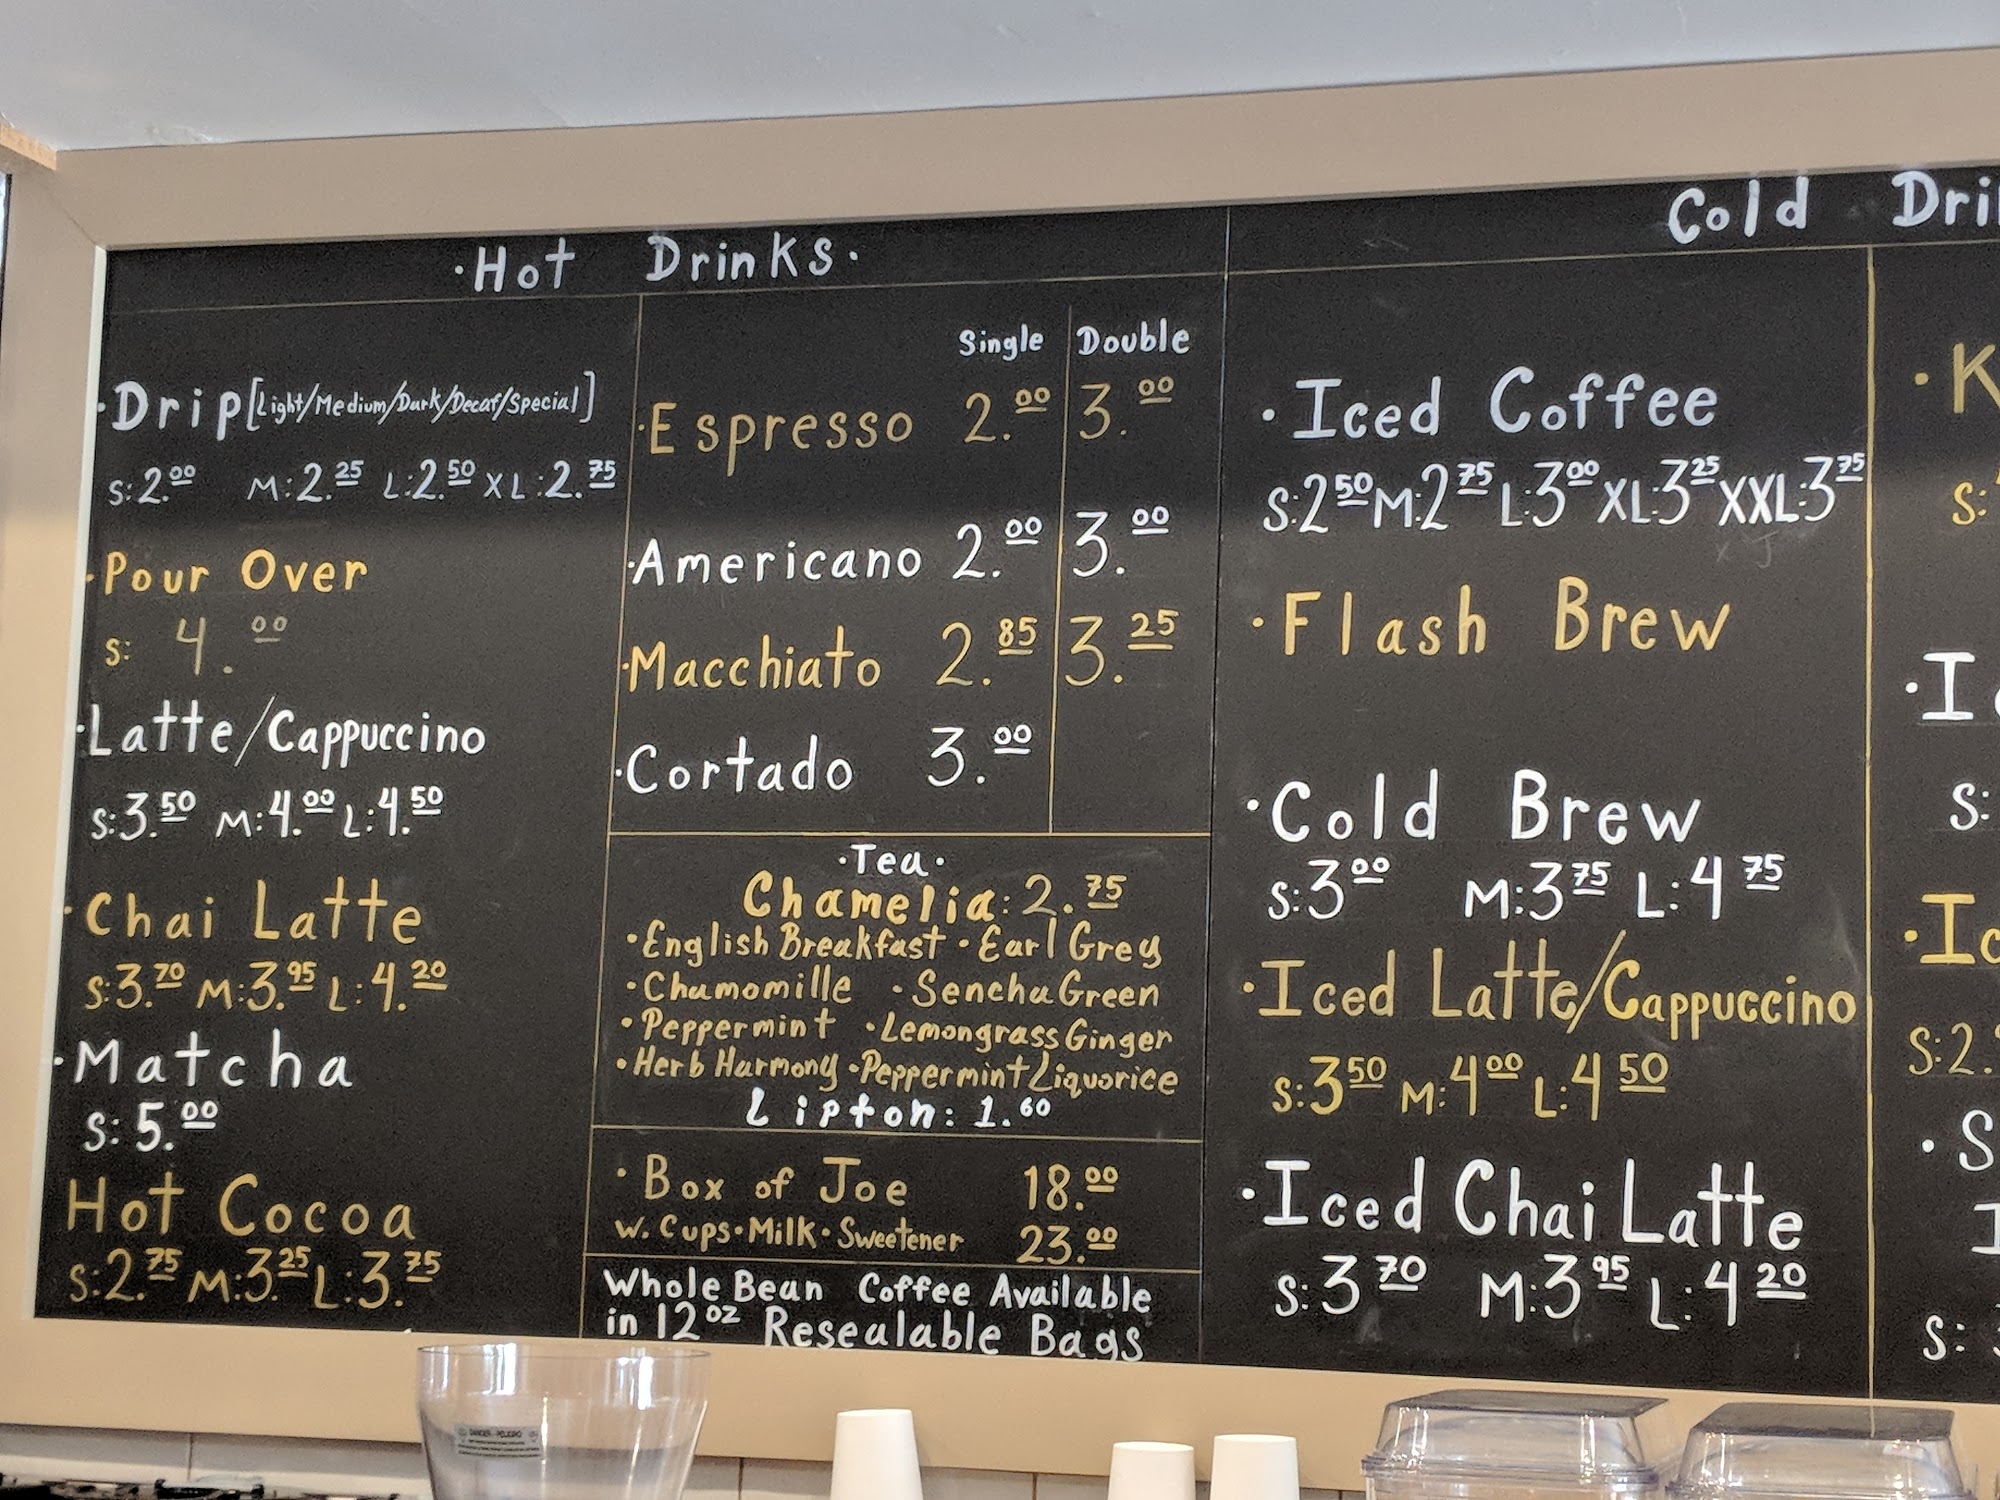 ·Hot Drinks·
·Drip [Light/Medium/Dark/Decaf/Special]
S:2.00 M:2.25 L:2.50 XL:2.75
·Pour Over
S: 4.00
·Latte/Cappuccino
S:3.50 M:4.00 L:4.50
·Chai Latte
S:3.70 M:3.95 L:4.20
·Matcha
S:5.00
Hot Cocoa
S:2.75 M:3.25 L:3.75
Single Double
·Espresso 2.00 3.00
·Americano 2.00 3.00
·Macchiato 2.85 3.25
·Cortado 3.00
·Tea·
Chamelia: 2.75
·English Breakfast ·Earl Grey
·Chamomille ·Sencha Green
·Peppermint ·Lemongrass Ginger
·Herb Harmony ·Peppermint Liquorice
Lipton: 1.60
·Box of Joe 18.00
w. Cups·Milk·Sweetener 23.00
Whole Bean Coffee Available
in 12oz Resealable Bags
Cold
·Iced Coffee
S:2.50 M:2.75 L:3.00 XL:3.25 XXL:3.75
·Flash Brew
·Cold Brew
S:3.00 M:3.75 L:4.75
·Iced Latte/Cappuccino
S:3.50 M:4.00 L:4.50
·Iced Chai Latte
S:3.70 M:3.95 L:4.20
DANGER - PELIGRO